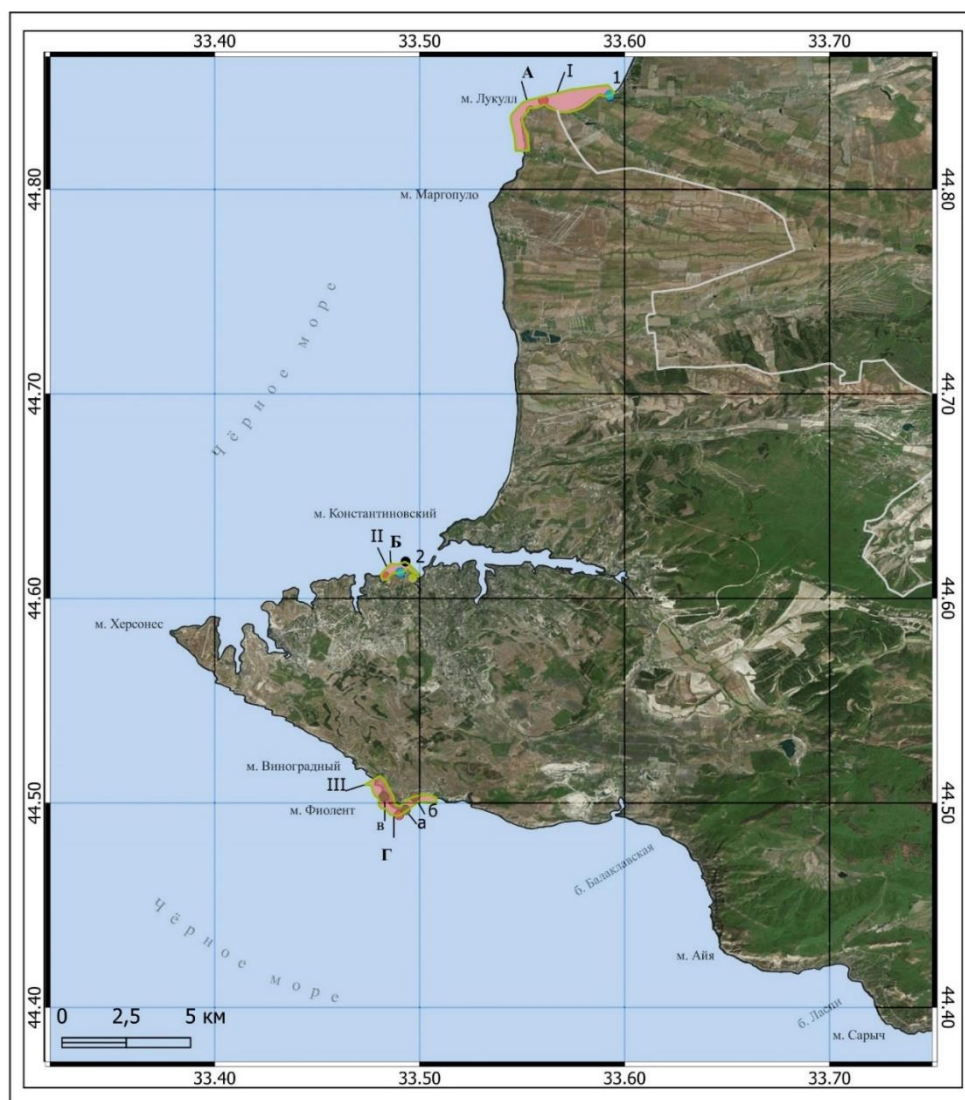 33.40 33.50 33.60 33.70
А I 1
м. Лукулл
44.80 44.80
м. Маргопуло
Чёрное море
44.70 44.70
м. Константиновский
II Б 2
44.60 44.60
м. Херсонес
м. Виноградный
III
44.50 44.50
м. Фиолент
в а б
Г
б. Балаклавская
Чёрное море
м. Айя
44.40 44.40
б. Ласпи
м. Сарыч
0 2,5 5 км
33.40 33.50 33.60 33.70